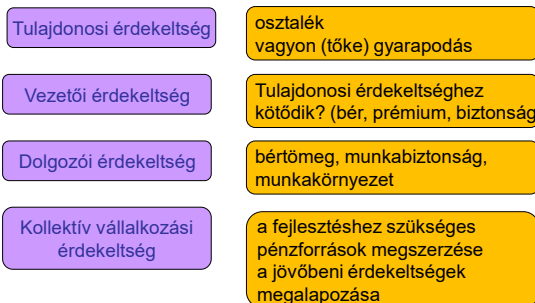 Tulajdonosi érdekeltség
osztalék
vagyon (tőke) gyarapodás
Vezetői érdekeltség
Tulajdonosi érdekeltséghez
kötődik? (bér, prémium, biztonság
Dolgozói érdekeltség
bértömeg, munkabiztonság,
munkakörnyezet
Kollektív vállalkozási
érdekeltség
a fejlesztéshez szükséges
pénzforrások megszerzése
a jövőbeni érdekeltségek
megalapozása